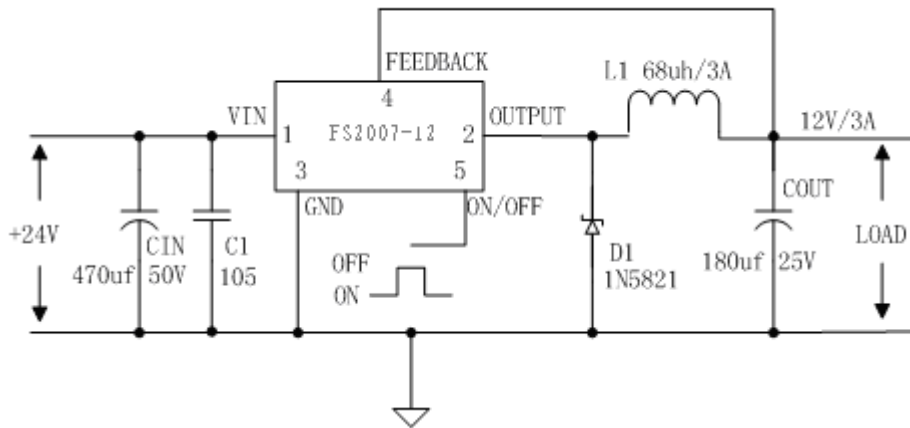 FEEDBACK
L1 68uh/3A
4
VIN
OUTPUT
12V/3A
1
FS2007-12
2
3
5
GND
ON/OFF
COUT
+24V
CIN
C1
OFF
D1
LOAD
470uf 50V
105
ON
1N5821
180uf 25V